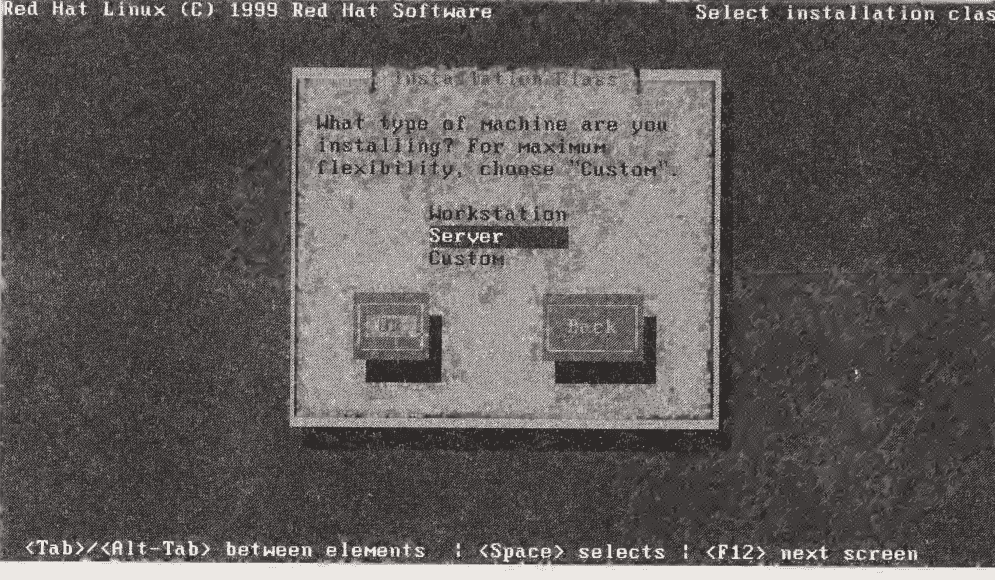 Red Hat Linux (C) 1999 Red Hat Software
Select installation clas
Installation Class
What type of machine are you
installing? For maximum
flexibility, choose "Custom".
Workstation
Server
Custom
OK
Back
<Tab>/<Alt-Tab> between elements | <Space> selects | <F12> next screen